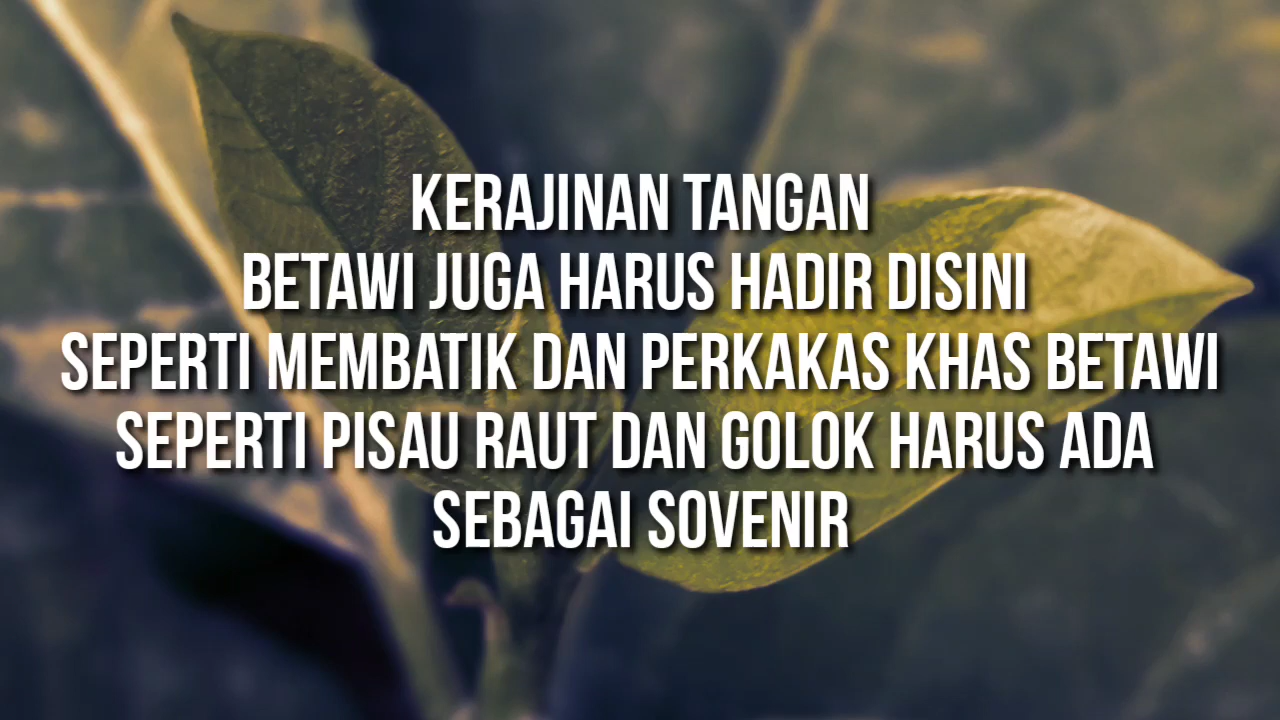 KERAJINAN TANGAN
BETAWI JUGA HARUS HADIR DISINI
SEPERTI MEMBATIK DAN PERKAKAS KHAS BETAWI
SEPERTI PISAU RAUT DAN GOLOK HARUS ADA
SEBAGAI SOVENIR